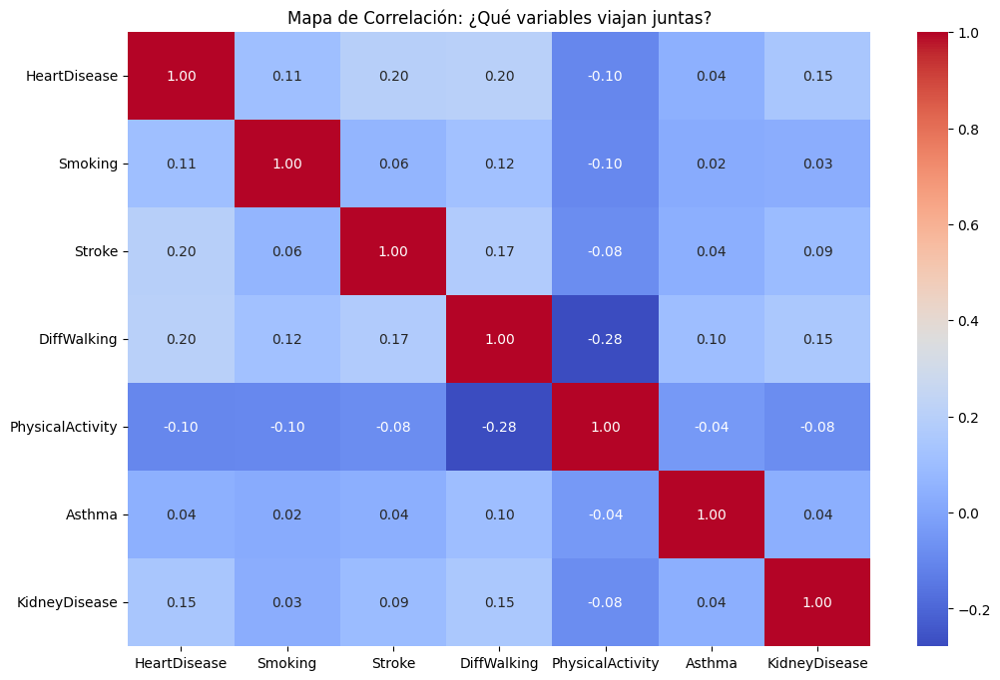 Mapa de Correlación: ¿Qué variables viajan juntas?
HeartDisease 1.00 0.11 0.20 0.20 -0.10 0.04 0.15
Smoking 0.11 1.00 0.06 0.12 -0.10 0.02 0.03
Stroke 0.20 0.06 1.00 0.17 -0.08 0.04 0.09
DiffWalking 0.20 0.12 0.17 1.00 -0.28 0.10 0.15
PhysicalActivity -0.10 -0.10 -0.08 -0.28 1.00 -0.04 -0.08
Asthma 0.04 0.02 0.04 0.10 -0.04 1.00 0.04
KidneyDisease 0.15 0.03 0.09 0.15 -0.08 0.04 1.00
HeartDisease Smoking Stroke DiffWalking PhysicalActivity Asthma KidneyDisease
1.0
0.8
0.6
0.4
0.2
0.0
−0.2